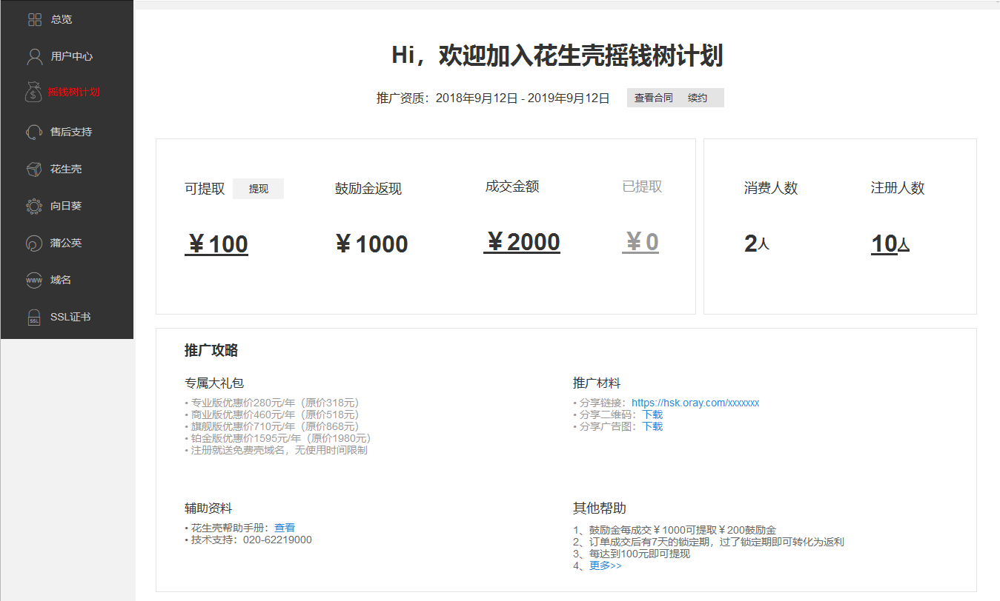 总览
用户中心
摇钱树计划
售后支持
花生壳
向日葵
蒲公英
www 域名
SSL SSL证书
Hi，欢迎加入花生壳摇钱树计划
推广资质：2018年9月12日 - 2019年9月12日 查看合同 续约
可提取 提现 鼓励金返现 成交金额 已提取
￥100 ￥1000 ￥2000 ￥0
消费人数 注册人数
2人 10人
推广攻略
专属大礼包
• 专业版优惠价280元/年（原价318元）
• 商业版优惠价460元/年（原价518元）
• 旗舰版优惠价710元/年（原价868元）
• 铂金版优惠价1595元/年（原价1980元）
• 注册就送免费壳域名，无使用时间限制
推广材料
• 分享链接：https://hsk.oray.com/xxxxxxx
• 分享二维码：下载
• 分享广告图：下载
辅助资料
• 花生壳帮助手册：查看
• 技术支持：020-62219000
其他帮助
1、鼓励金每成交￥1000可提取￥200鼓励金
2、订单成交后有7天的锁定期，过了锁定期即可转化为返利
3、每达到100元即可提现
4、更多>>